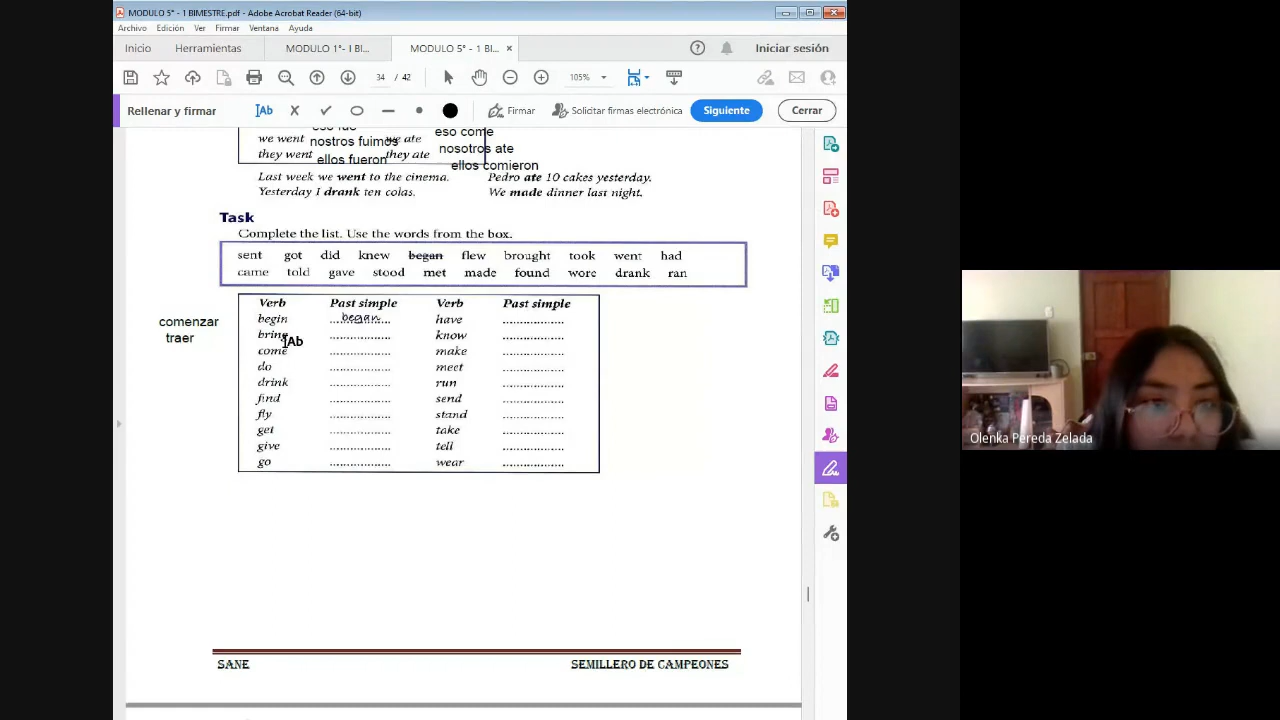 MODULO 5° - 1 BIMESTRE.pdf - Adobe Acrobat Reader (64-bit)
Archivo Edición Ver Firmar Ventana Ayuda
Inicio Herramientas MODULO 1°- I BI... MODULO 5° - 1 BI... × Iniciar sesión
34 / 42 105%
Rellenar y firmar Ab Firmar Solicitar firmas electrónica Siguiente Cerrar
eso fue eso come
we went nostros fuimos we ate nosotros ate
they went ellos fueron they ate ellos comieron
Last week we went to the cinema. Pedro ate 10 cakes yesterday.
Yesterday I drank ten colas. We made dinner last night.
Task
Complete the list. Use the words from the box.
sent got did knew began flew brought took went had
came told gave stood met made found wore drank ran
Verb Past simple Verb Past simple
comenzar begin began have
traer bring know
Ab
come make
do meet
drink run
find send
fly stand
get take
give tell
go wear
SANE SEMILLERO DE CAMPEONES
Olenka Pereda Zelada